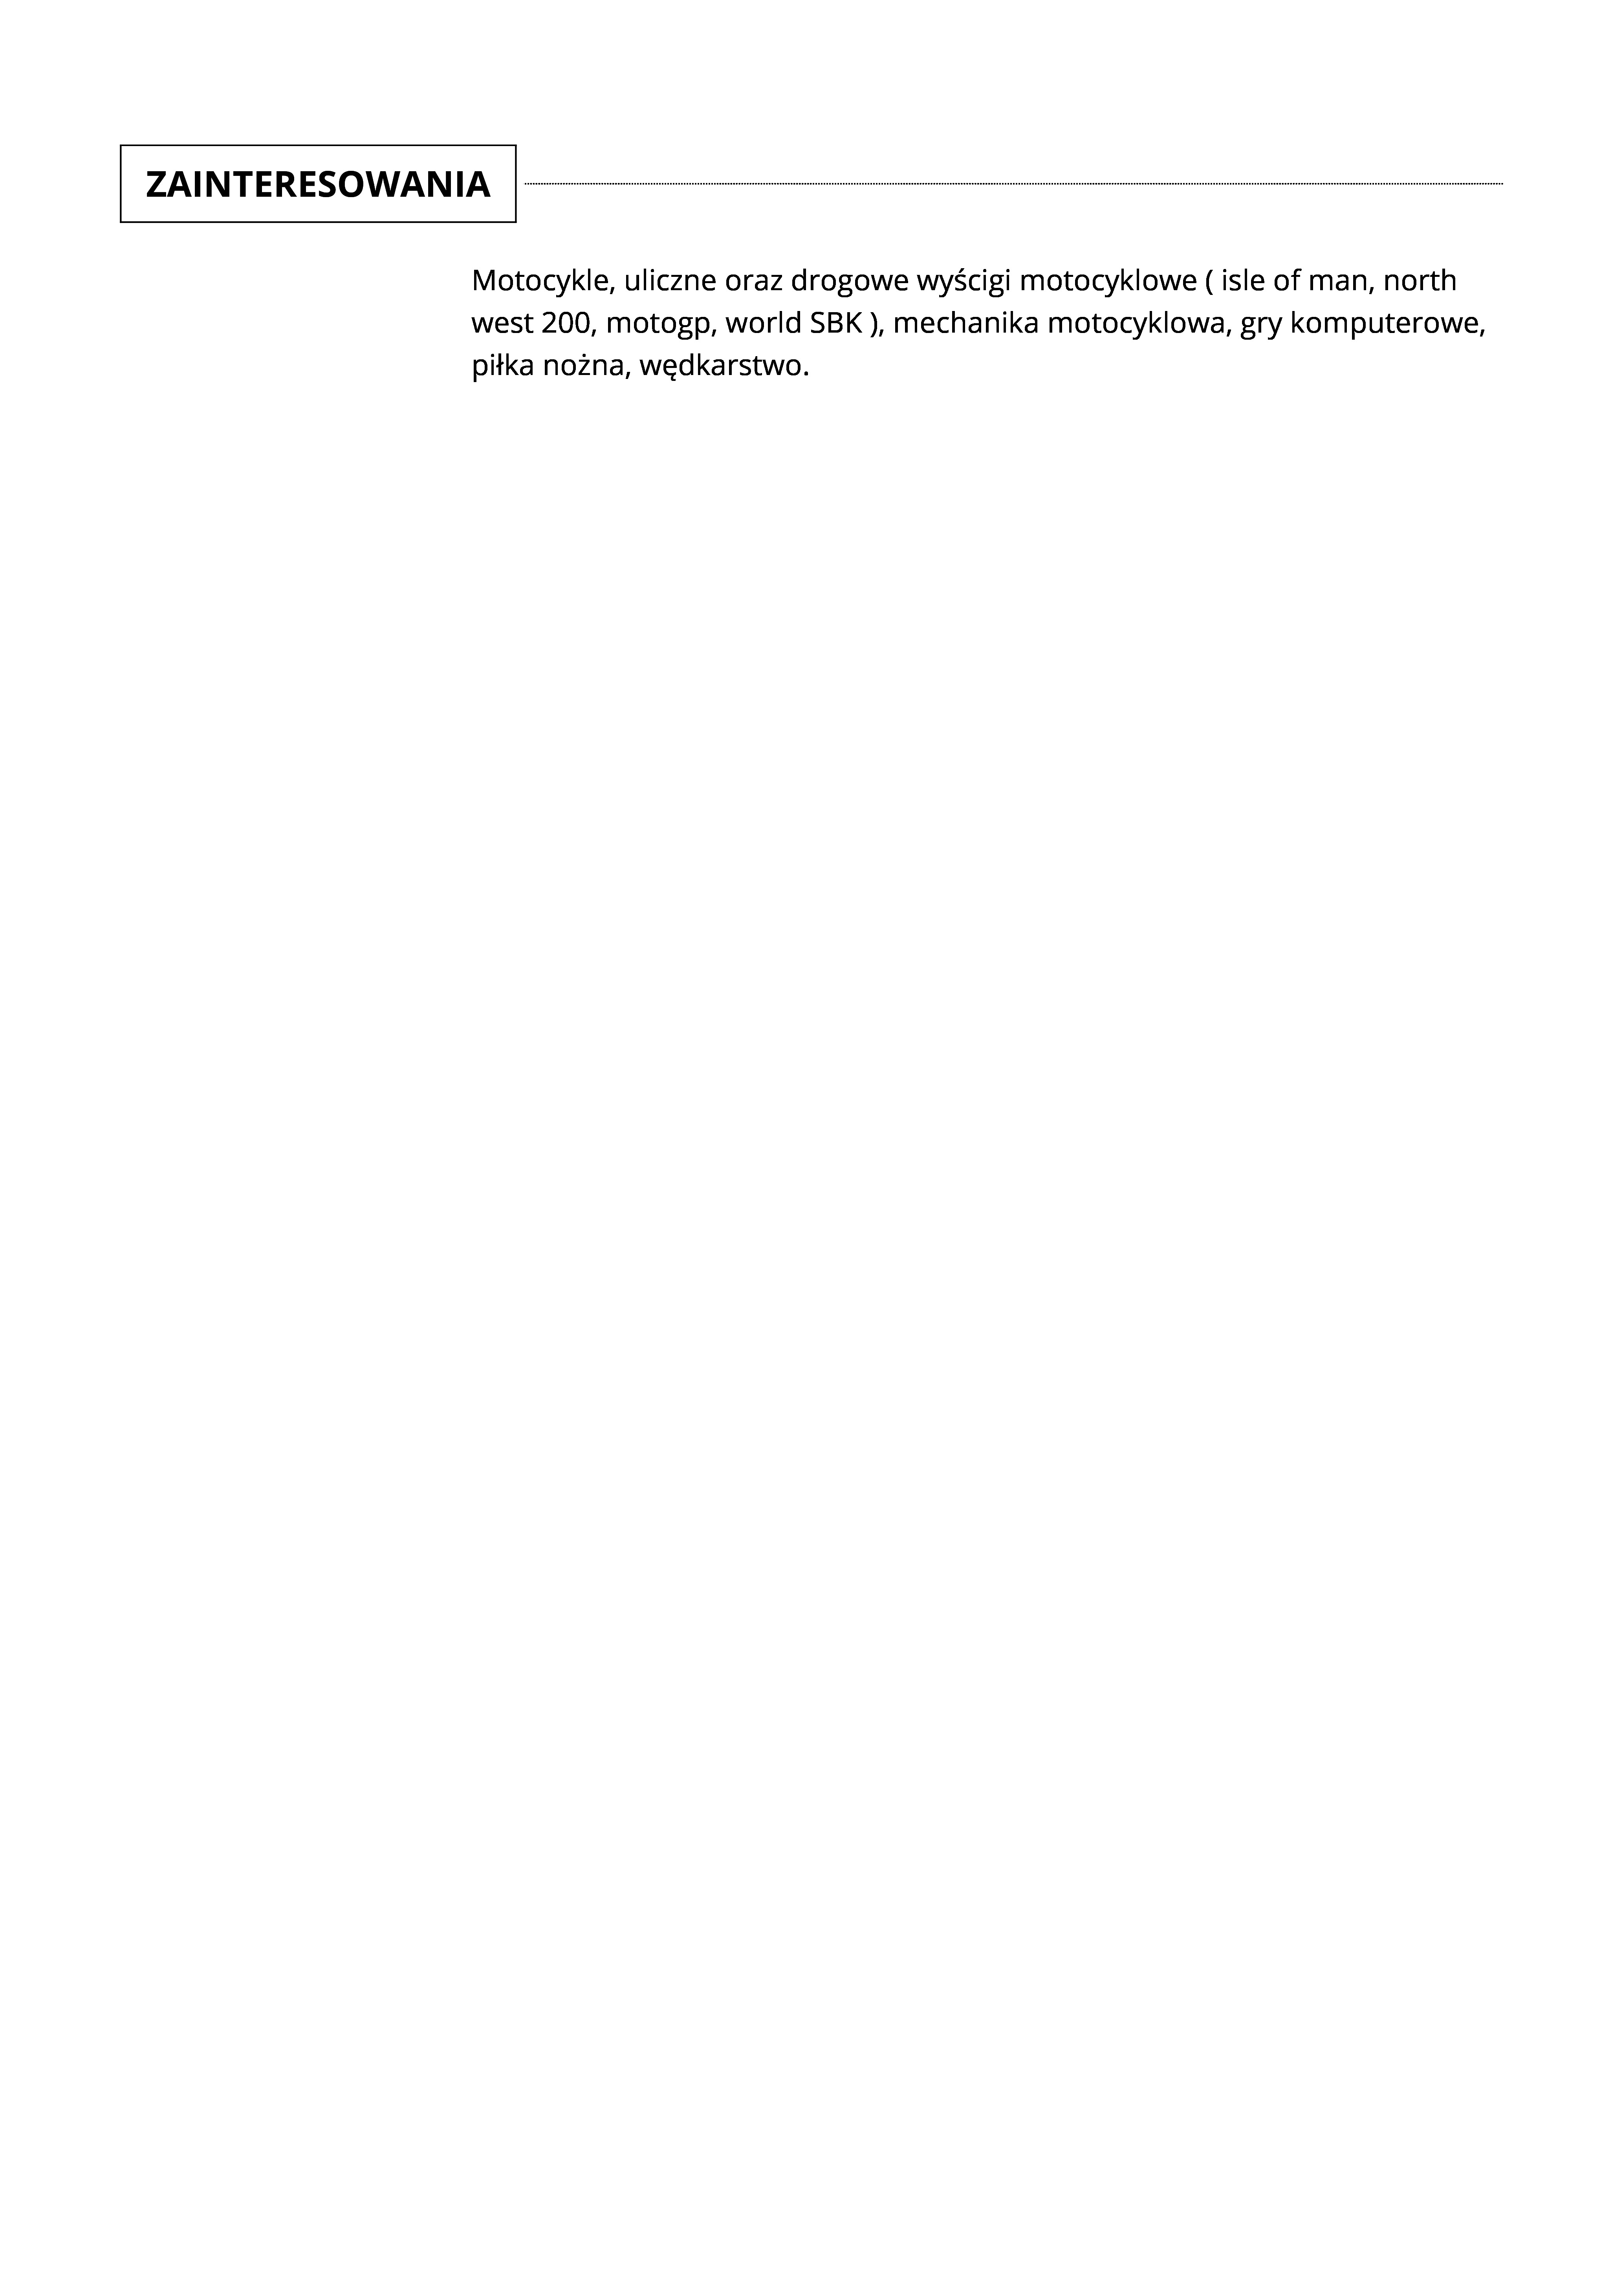 ZAINTERESOWANIA
Motocykle, uliczne oraz drogowe wyścigi motocyklowe ( isle of man, north
west 200, motogp, world SBK ), mechanika motocyklowa, gry komputerowe,
piłka nożna, wędkarstwo.